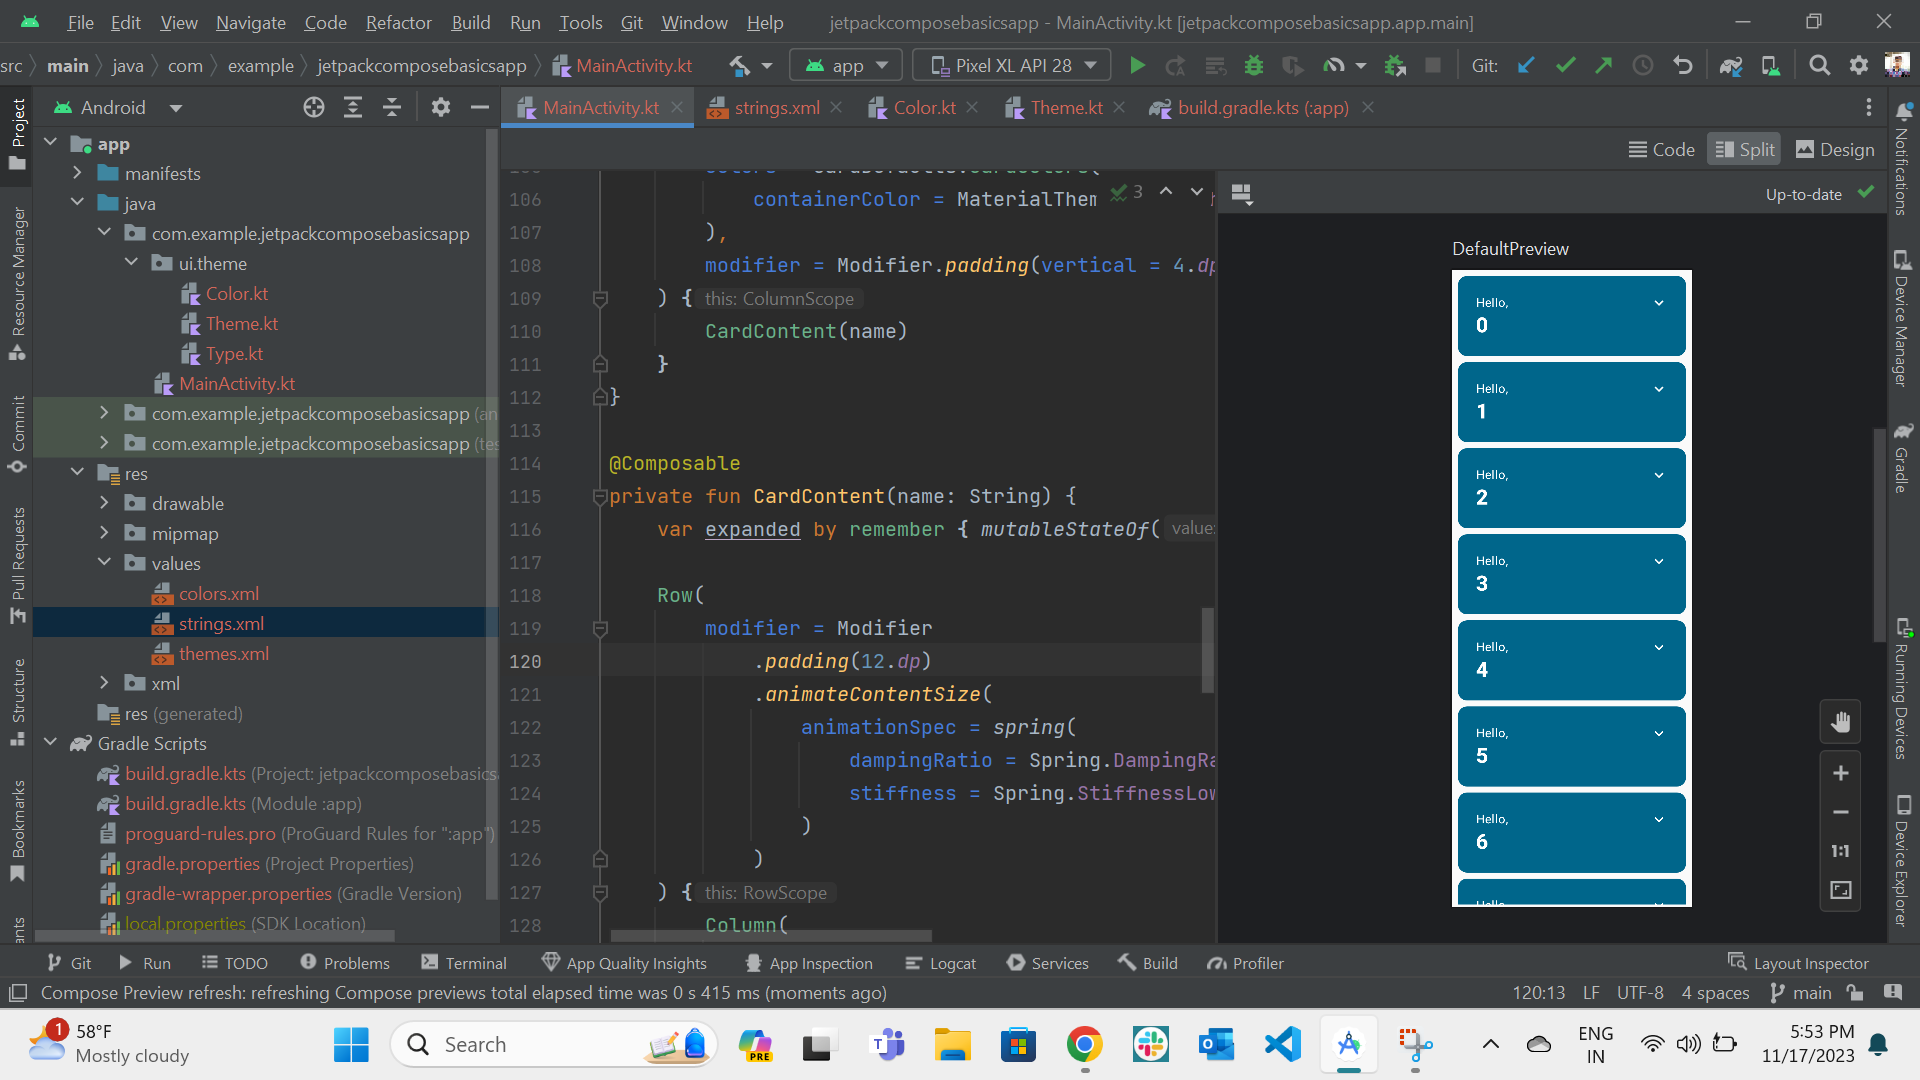 File Edit View Navigate Code Refactor Build Run Tools Git Window Help jetpackcomposebasicsapp - MainActivity.kt [jetpackcomposebasicsapp.app.main]
src main java com example jetpackcomposebasicsapp MainActivity.kt app Pixel XL API 28 Git:
Android
MainActivity.kt strings.xml Color.kt Theme.kt build.gradle.kts (:app)
Code Split Design
Project
Resource Manager
Commit
Pull Requests
Structure
Bookmarks
app
manifests
java
com.example.jetpackcomposebasicsapp
ui.theme
Color.kt
Theme.kt
Type.kt
MainActivity.kt
com.example.jetpackcomposebasicsapp (an
com.example.jetpackcomposebasicsapp (tes
res
drawable
mipmap
values
colors.xml
strings.xml
themes.xml
xml
res (generated)
Gradle Scripts
build.gradle.kts (Project: jetpackcomposebasicsa
build.gradle.kts (Module :app)
proguard-rules.pro (ProGuard Rules for ":app")
gradle.properties (Project Properties)
gradle-wrapper.properties (Gradle Version)
local.properties (SDK Location)
106 containerColor = MaterialThem 3
107 ),
108 modifier = Modifier.padding(vertical = 4.dp
109 ) { this: ColumnScope
110 CardContent(name)
111 }
112 }
113
114 @Composable
115 private fun CardContent(name: String) {
116 var expanded by remember { mutableStateOf( value:
117
118 Row(
119 modifier = Modifier
120 .padding(12.dp)
121 .animateContentSize(
122 animationSpec = spring(
123 dampingRatio = Spring.DampingRa
124 stiffness = Spring.StiffnessLow
125 )
126 )
127 ) { this: RowScope
128 Column(
Up-to-date
DefaultPreview
Hello,
0
Hello,
1
Hello,
2
Hello,
3
Hello,
4
Hello,
5
Hello,
6
Hello,
1:1
Notifications
Device Manager
Gradle
Running Devices
Device Explorer
Git Run TODO Problems Terminal App Quality Insights App Inspection Logcat Services Build Profiler Layout Inspector
Compose Preview refresh: refreshing Compose previews total elapsed time was 0 s 415 ms (moments ago) 120:13 LF UTF-8 4 spaces main
1 58°F
Mostly cloudy
Search
PRE
ENG
IN
5:53 PM
11/17/2023